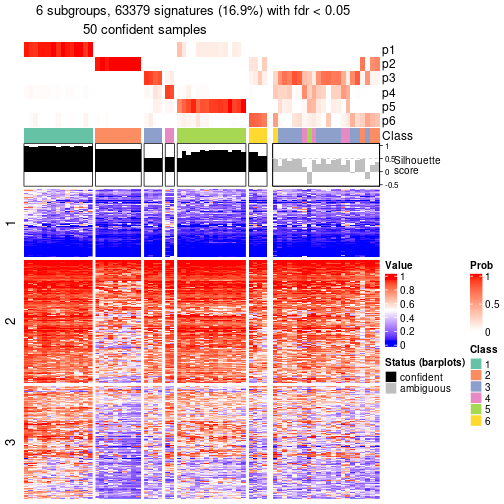 6 subgroups, 63379 signatures (16.9%) with fdr < 0.05
50 confident samples
p1
p2
p3
p4
p5
p6
Class
1
0.5
0
-0.5
Silhouette
score
1
2
3
Value
1
0.8
0.6
0.4
0.2
0
Status (barplots)
confident
ambiguous
Prob
1
0.5
0
Class
1
2
3
4
5
6